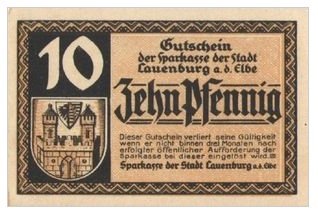 10
Gutschein
der Sparkasse der Stadt
Lauenburg a.d. Elbe
Zehn Pfennig
Dieser Gutschein verliert seine Gültigkeit
wenn er nicht binnen drei Monaten nach
erfolgter öffentlicher Aufforderung der
Sparkasse bei dieser eingelöst wird.
Sparkasse der Stadt Lauenburg a.d. Elbe